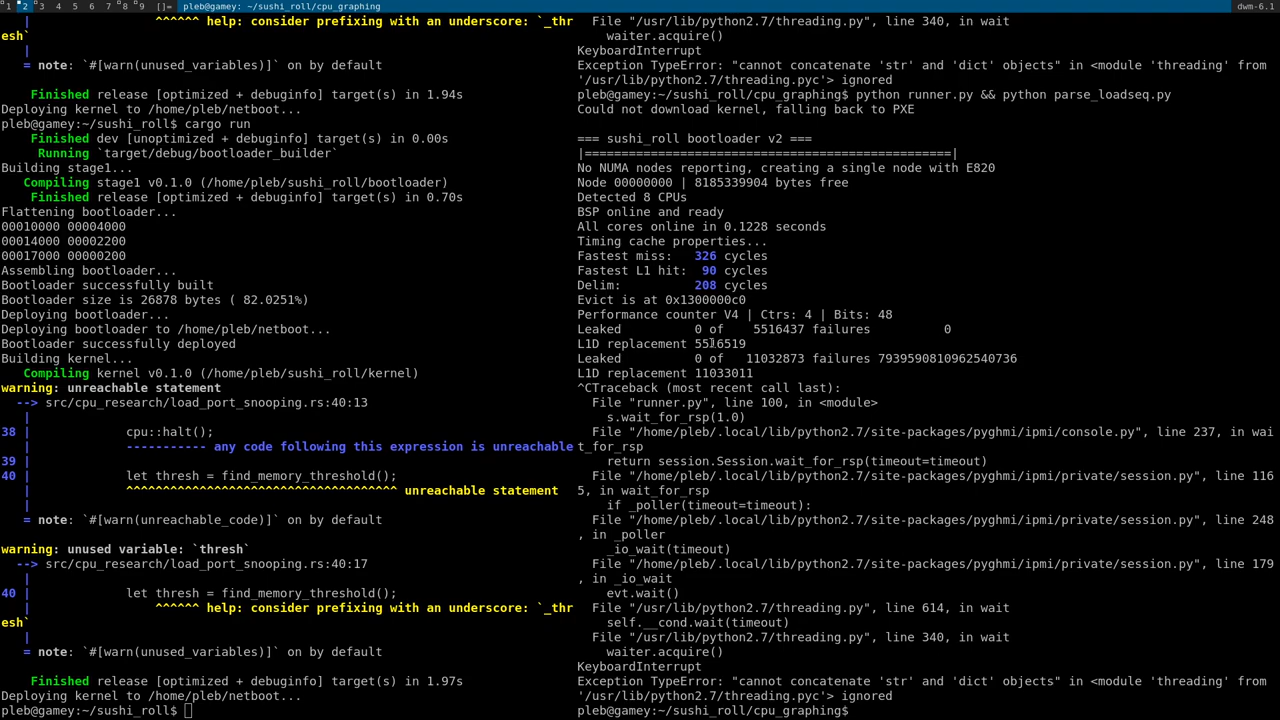 1 2 3 4 5 6 7 8 9 []= pleb@gamey:~/sushi_roll/cpu_graphing dwm-6.1
| ^^^^^^ help: consider prefixing with an underscore: `_thr
esh`
|
= note: `#[warn(unused_variables)]` on by default
Finished release [optimized + debuginfo] target(s) in 1.94s
Deploying kernel to /home/pleb/netboot...
pleb@gamey:~/sushi_roll$ cargo run
Finished dev [unoptimized + debuginfo] target(s) in 0.00s
Running `target/debug/bootloader_builder`
Building stage1...
Compiling stage1 v0.1.0 (/home/pleb/sushi_roll/bootloader)
Finished release [optimized + debuginfo] target(s) in 0.70s
Flattening bootloader...
00010000 00004000
00014000 00002200
00017000 00000200
Assembling bootloader...
Bootloader successfully built
Bootloader size is 26878 bytes ( 82.0251%)
Deploying bootloader...
Deploying bootloader to /home/pleb/netboot...
Bootloader successfully deployed
Building kernel...
Compiling kernel v0.1.0 (/home/pleb/sushi_roll/kernel)
warning: unreachable statement
--> src/cpu_research/load_port_snooping.rs:40:13
|
38 | cpu::halt();
| ----------- any code following this expression is unreachable
39 |
40 | let thresh = find_memory_threshold();
| ^^^^^^^^^^^^^^^^^^^^^^^^^^^^^^^^^^^^^ unreachable statement
|
= note: `#[warn(unreachable_code)]` on by default
warning: unused variable: `thresh`
--> src/cpu_research/load_port_snooping.rs:40:17
|
40 | let thresh = find_memory_threshold();
| ^^^^^^ help: consider prefixing with an underscore: `_thr
esh`
|
= note: `#[warn(unused_variables)]` on by default
Finished release [optimized + debuginfo] target(s) in 1.97s
Deploying kernel to /home/pleb/netboot...
pleb@gamey:~/sushi_roll$
File "/usr/lib/python2.7/threading.py", line 340, in wait
waiter.acquire()
KeyboardInterrupt
Exception TypeError: "cannot concatenate 'str' and 'dict' objects" in <module 'threading' from
'/usr/lib/python2.7/threading.pyc'> ignored
pleb@gamey:~/sushi_roll/cpu_graphing$ python runner.py && python parse_loadseq.py
Could not download kernel, falling back to PXE
=== sushi_roll bootloader v2 ===
|==================================================|
No NUMA nodes reporting, creating a single node with E820
Node 00000000 | 8185339904 bytes free
Detected 8 CPUs
BSP online and ready
All cores online in 0.1228 seconds
Timing cache properties...
Fastest miss: 326 cycles
Fastest L1 hit: 90 cycles
Delim: 208 cycles
Evict is at 0x1300000c0
Performance counter V4 | Ctrs: 4 | Bits: 48
Leaked 0 of 5516437 failures 0
L1D replacement 5516519
Leaked 0 of 11032873 failures 7939590810962540736
L1D replacement 11033011
^CTraceback (most recent call last):
File "runner.py", line 100, in <module>
s.wait_for_rsp(1.0)
File "/home/pleb/.local/lib/python2.7/site-packages/pyghmi/ipmi/console.py", line 237, in wai
t_for_rsp
return session.Session.wait_for_rsp(timeout=timeout)
File "/home/pleb/.local/lib/python2.7/site-packages/pyghmi/ipmi/private/session.py", line 116
5, in wait_for_rsp
if _poller(timeout=timeout):
File "/home/pleb/.local/lib/python2.7/site-packages/pyghmi/ipmi/private/session.py", line 248
, in _poller
_io_wait(timeout)
File "/home/pleb/.local/lib/python2.7/site-packages/pyghmi/ipmi/private/session.py", line 179
, in _io_wait
evt.wait()
File "/usr/lib/python2.7/threading.py", line 614, in wait
self.__cond.wait(timeout)
File "/usr/lib/python2.7/threading.py", line 340, in wait
waiter.acquire()
KeyboardInterrupt
Exception TypeError: "cannot concatenate 'str' and 'dict' objects" in <module 'threading' from
'/usr/lib/python2.7/threading.pyc'> ignored
pleb@gamey:~/sushi_roll/cpu_graphing$